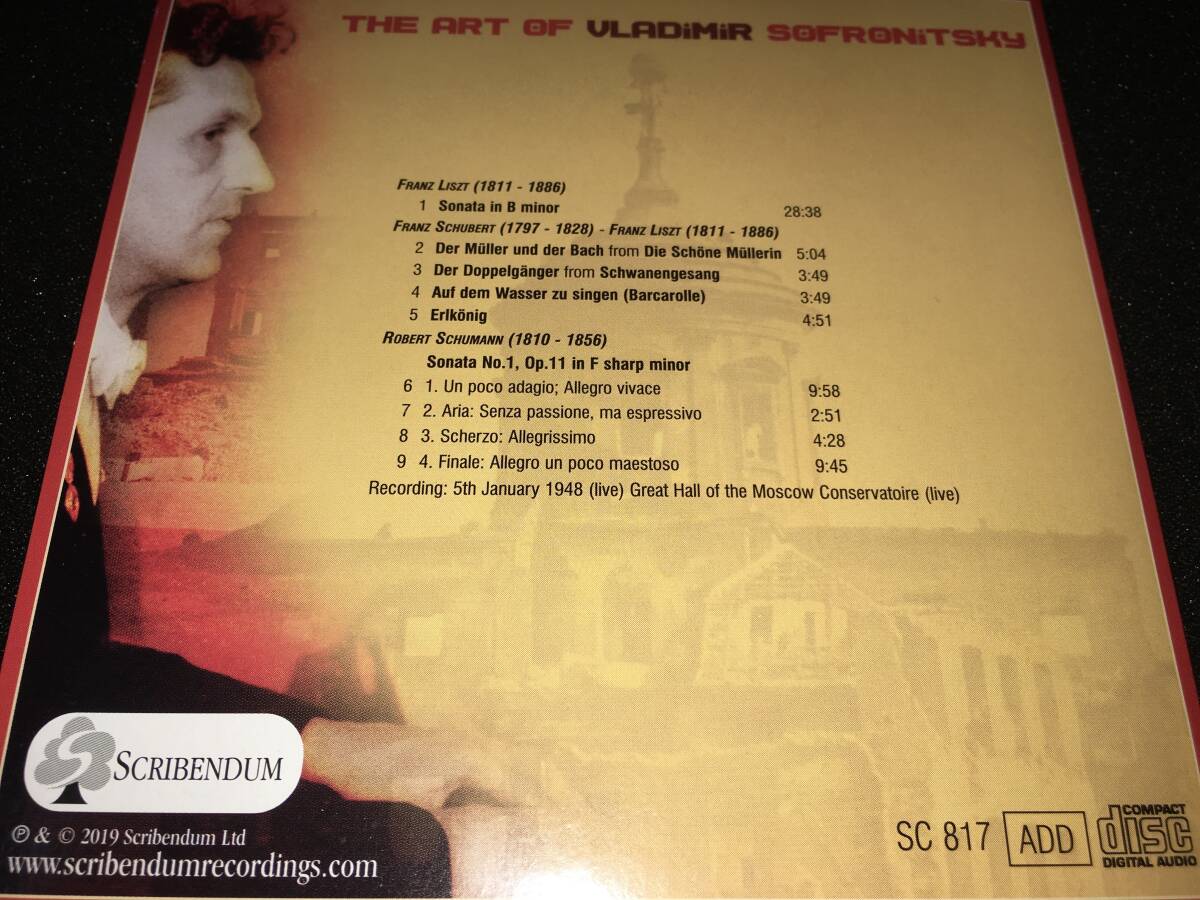 THE ART OF VLADiMiR SOFRONiTSKY
FRANZ LISZT (1811 - 1886)
1 Sonata in B minor 28:38
FRANZ SCHUBERT (1797 - 1828) - FRANZ LISZT (1811 - 1886)
2 Der Müller und der Bach from Die Schöne Müllerin 5:04
3 Der Doppelgänger from Schwanengesang 3:49
4 Auf dem Wasser zu singen (Barcarolle) 3:49
5 Erlkönig 4:51
ROBERT SCHUMANN (1810 - 1856)
Sonata No.1, Op.11 in F sharp minor
6 1. Un poco adagio; Allegro vivace 9:58
7 2. Aria: Senza passione, ma espressivo 2:51
8 3. Scherzo: Allegrissimo 4:28
9 4. Finale: Allegro un poco maestoso 9:45
Recording: 5th January 1948 (live) Great Hall of the Moscow Conservatoire (live)
S SCRIBENDUM
℗ & © 2019 Scribendum Ltd
www.scribendumrecordings.com
SC 817 ADD COMPACT disc DIGITAL AUDIO